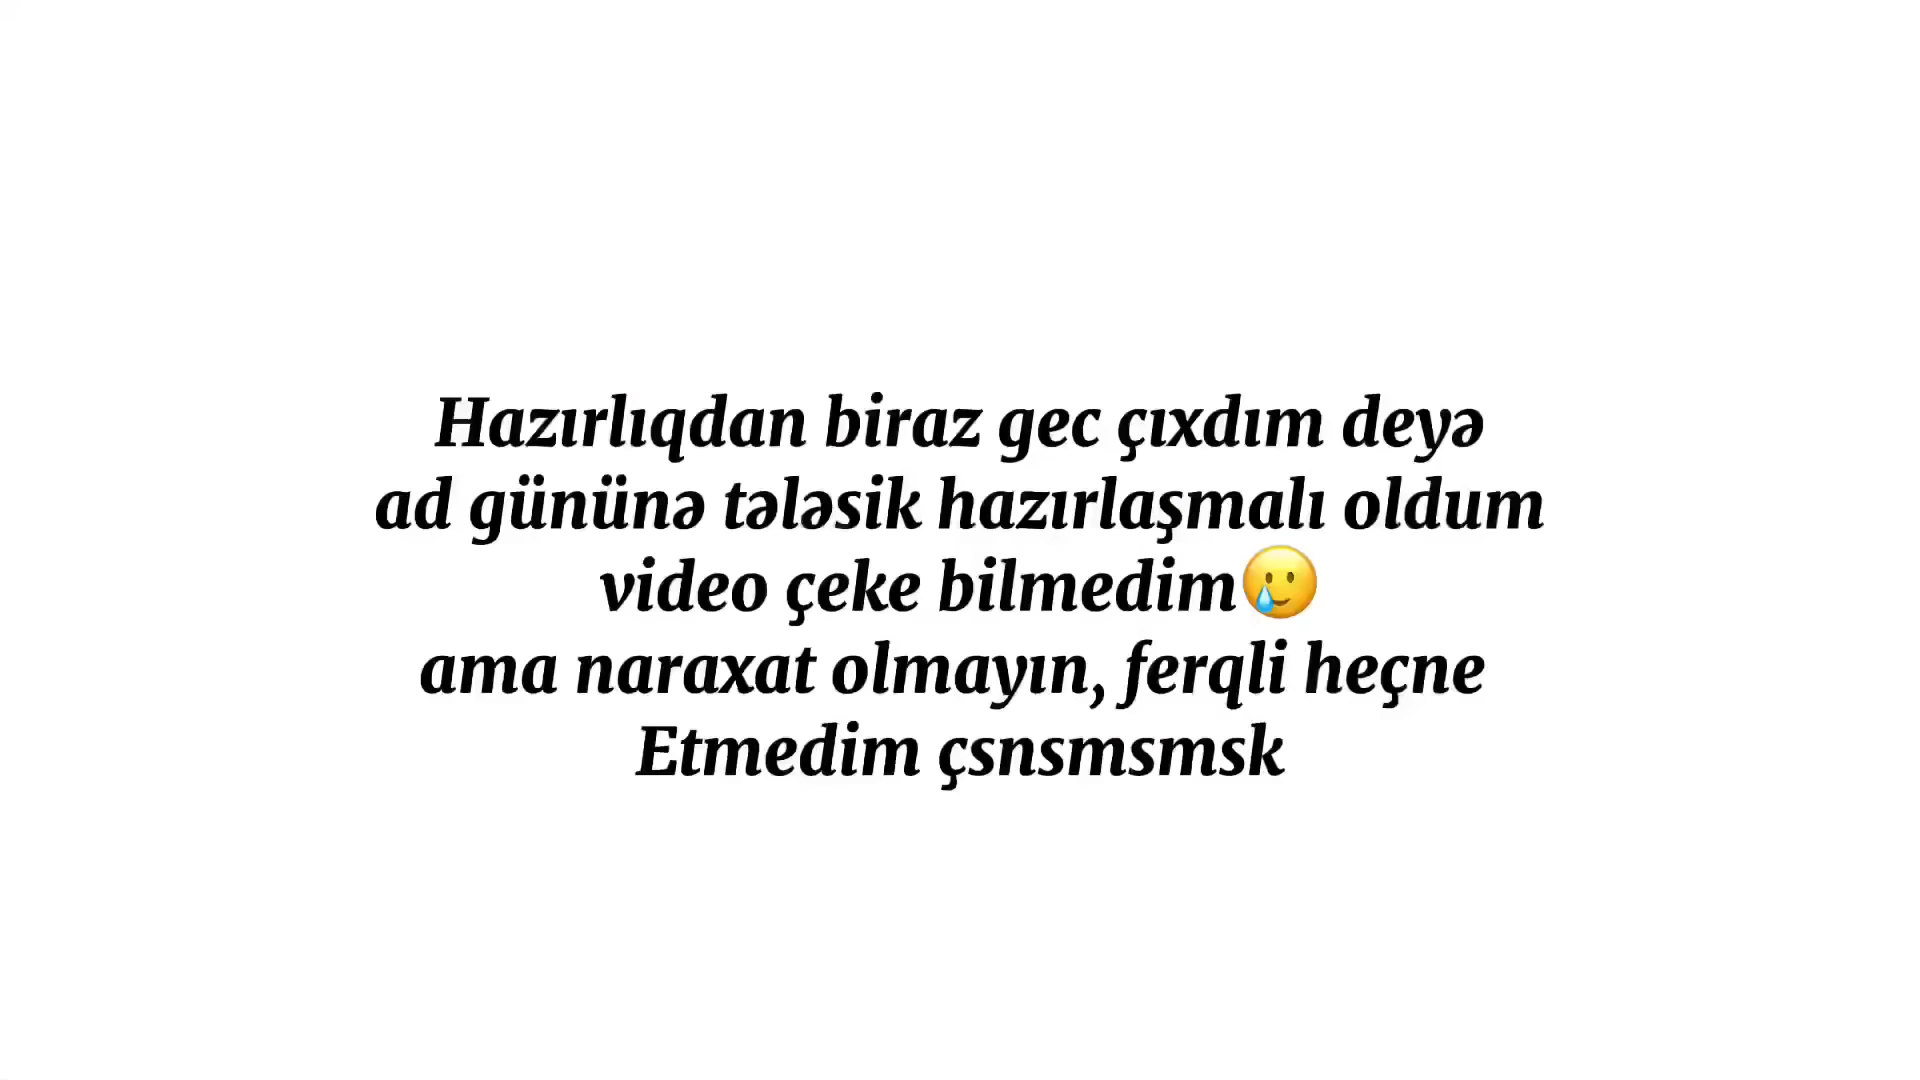 Hazırlıqdan biraz gec çıxdım deyə
ad gününə tələsik hazırlaşmalı oldum
video çeke bilmedim🥲
ama naraxat olmayın, ferqli heçne
Etmedim çsnsmsmsk